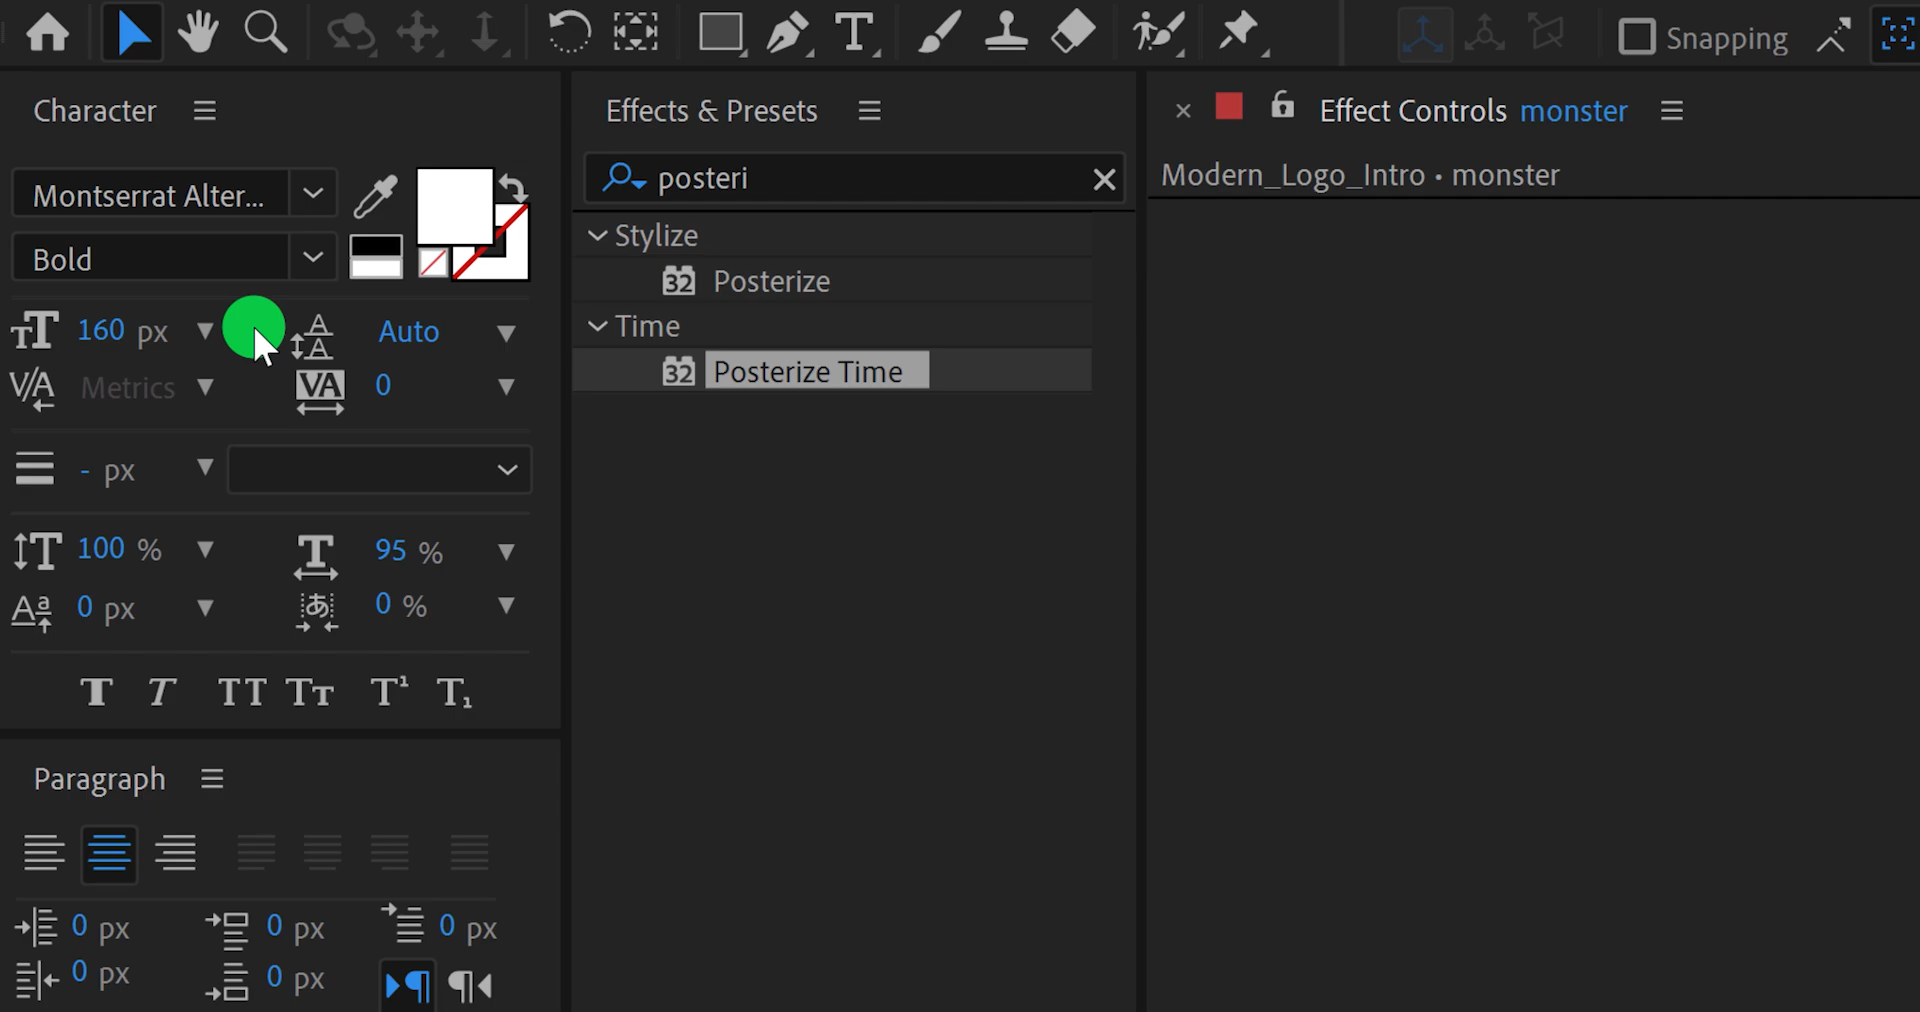 Snapping
Character
Montserrat Alter...
Bold
160 px
Auto
Metrics
0
- px
100 %
95 %
0 px
0 %
Paragraph
0 px
0 px
0 px
0 px
0 px
Effects & Presets
posteri
Stylize
32 Posterize
Time
32 Posterize Time
Effect Controls monster
Modern_Logo_Intro • monster